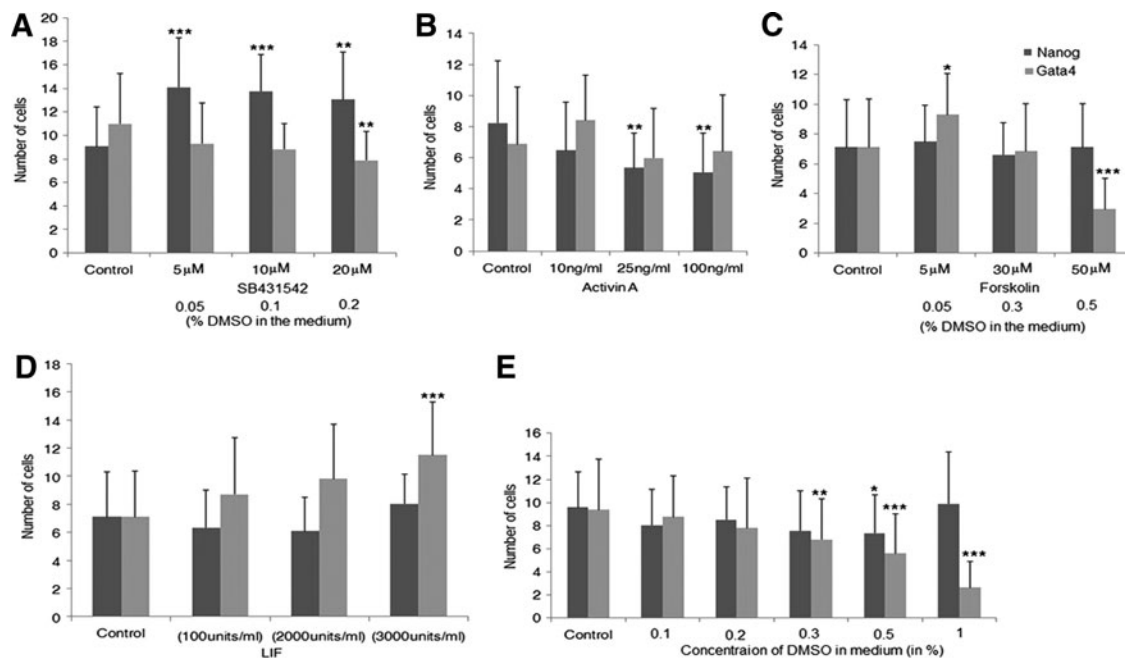 A
Number of cells
20
18
16
14
12
10
8
6
4
2
0
*** *** ** **
Control 5µM 10µM 20µM
SB431542
0.05 0.1 0.2
(% DMSO in the medium)
B
Number of cells
14
12
10
8
6
4
2
0
** **
Control 10ng/ml 25ng/ml 100ng/ml
Activin A
C
Number of cells
14
12
10
8
6
4
2
0
Nanog
Gata4
* ***
Control 5µM 30µM 50µM
Forskolin
0.05 0.3 0.5
(% DMSO in the medium)
D
Number of cells
18
16
14
12
10
8
6
4
2
0
***
Control (100units/ml) (2000units/ml) (3000units/ml)
LIF
E
Number of cells
16
14
12
10
8
6
4
2
0
** * *** ***
Control 0.1 0.2 0.3 0.5 1
Concentraion of DMSO in medium (in %)